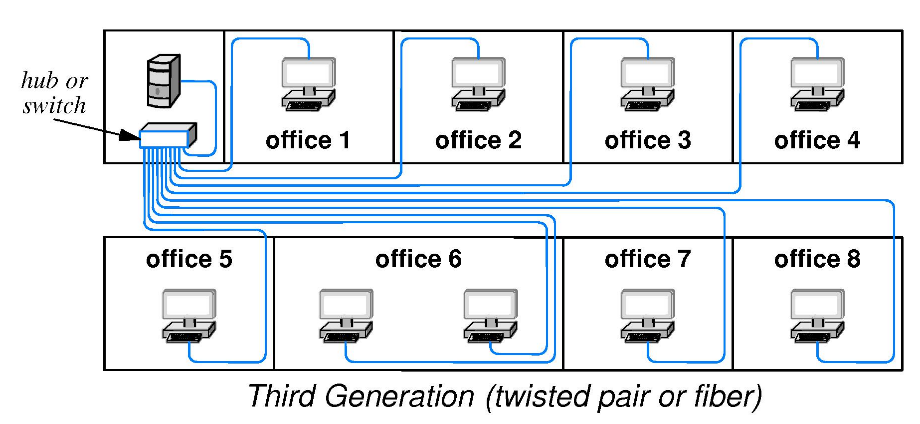 hub or
switch
office 1
office 2
office 3
office 4
office 5
office 6
office 7
office 8
Third Generation (twisted pair or fiber)